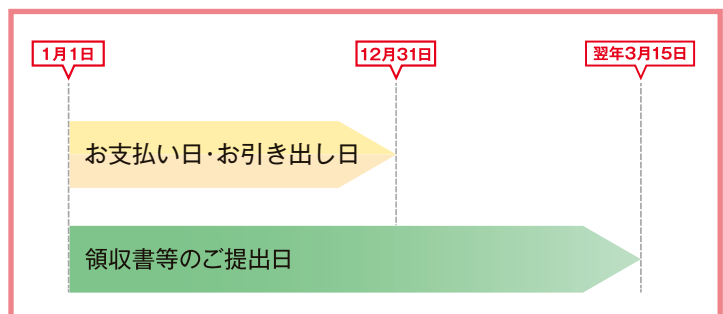 1月1日
12月31日
翌年3月15日
お支払い日・お引き出し日
領収書等のご提出日